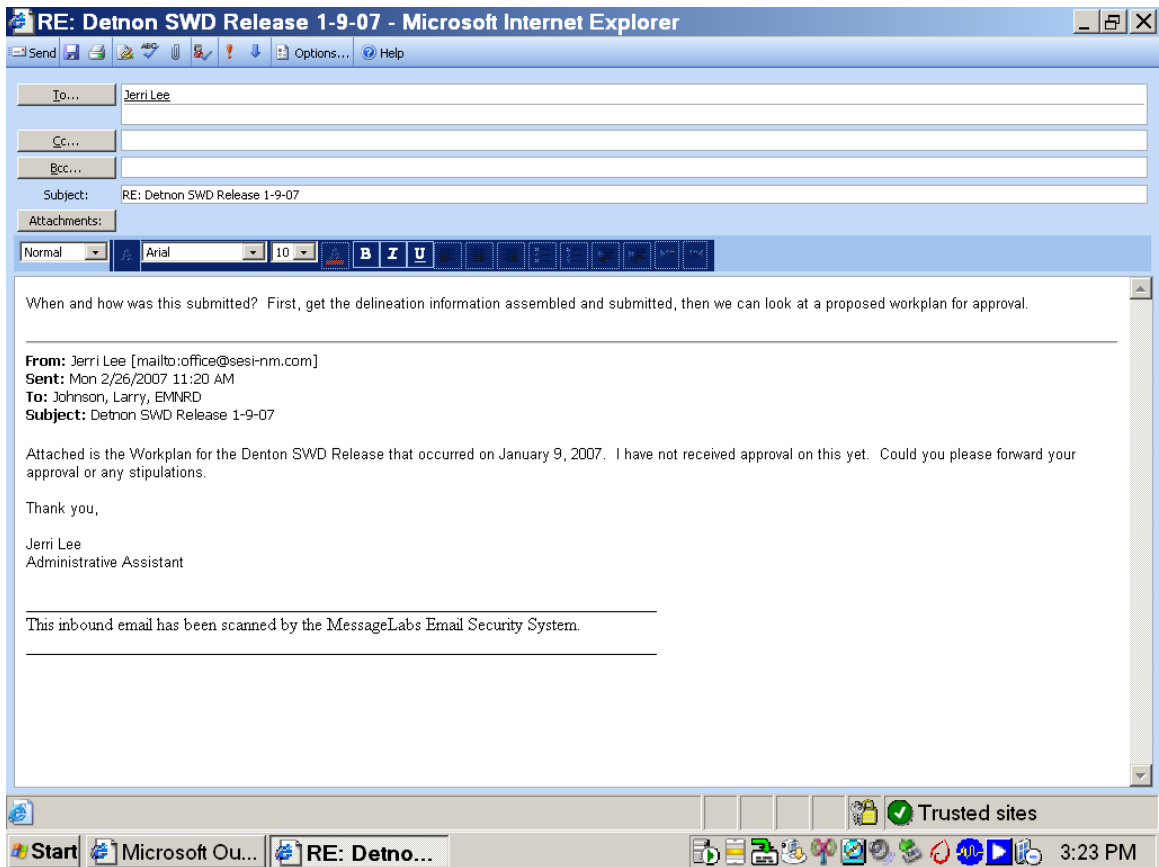 RE: Detnon SWD Release 1-9-07 - Microsoft Internet Explorer
Send ABC Options... Help
To... Jerri Lee
Cc...
Bcc...
Subject: RE: Detnon SWD Release 1-9-07
Attachments:
Normal Arial 10 A B I U
When and how was this submitted? First, get the delineation information assembled and submitted, then we can look at a proposed workplan for approval.
From: Jerri Lee [mailto:office@sesi-nm.com]
Sent: Mon 2/26/2007 11:20 AM
To: Johnson, Larry, EMNRD
Subject: Detnon SWD Release 1-9-07
Attached is the Workplan for the Denton SWD Release that occurred on January 9, 2007. I have not received approval on this yet. Could you please forward your
approval or any stipulations.
Thank you,
Jerri Lee
Administrative Assistant
This inbound email has been scanned by the MessageLabs Email Security System.
Trusted sites
Start Microsoft Ou... RE: Detno... 3:23 PM